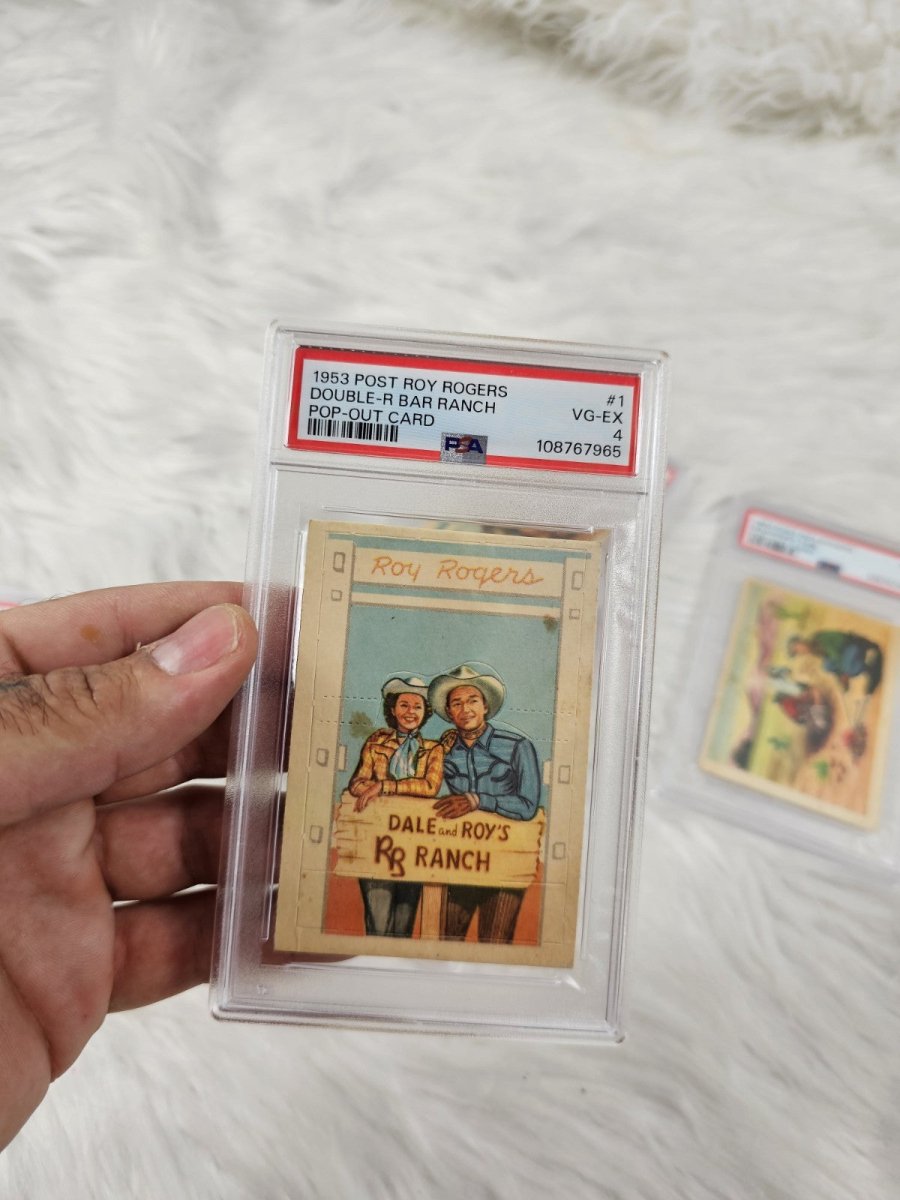 1953 POST ROY ROGERS #1
DOUBLE-R BAR RANCH VG-EX
POP-OUT CARD 4
PSA 108767965
Roy Rogers
DALE and ROY'S
RB RANCH